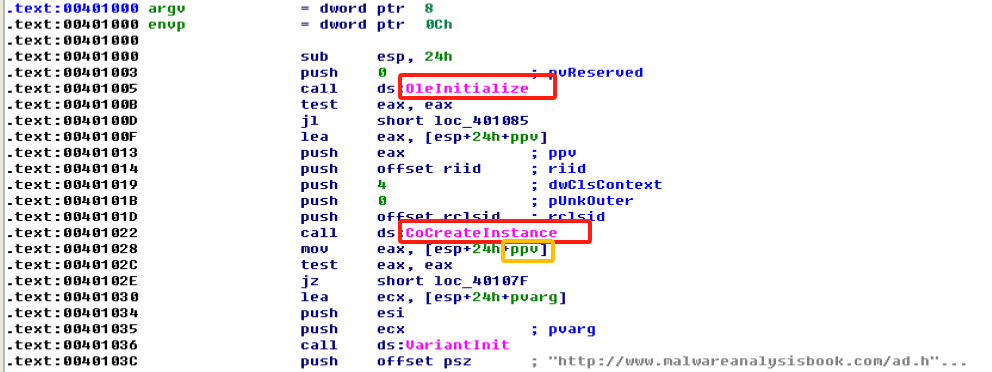 .text:00401000 argv = dword ptr 8
.text:00401000 envp = dword ptr 0Ch
.text:00401000
.text:00401000 sub esp, 24h
.text:00401003 push 0 ; pvReserved
.text:00401005 call ds:OleInitialize
.text:0040100B test eax, eax
.text:0040100D jl short loc_401085
.text:0040100F lea eax, [esp+24h+ppv]
.text:00401013 push eax ; ppv
.text:00401014 push offset riid ; riid
.text:00401019 push 4 ; dwClsContext
.text:0040101B push 0 ; pUnkOuter
.text:0040101D push offset rclsid ; rclsid
.text:00401022 call ds:CoCreateInstance
.text:00401028 mov eax, [esp+24h+ppv]
.text:0040102C test eax, eax
.text:0040102E jz short loc_40107F
.text:00401030 lea ecx, [esp+24h+pvarg]
.text:00401034 push esi
.text:00401035 push ecx ; pvarg
.text:00401036 call ds:VariantInit
.text:0040103C push offset psz ; "http://www.malwareanalysisbook.com/ad.h"...